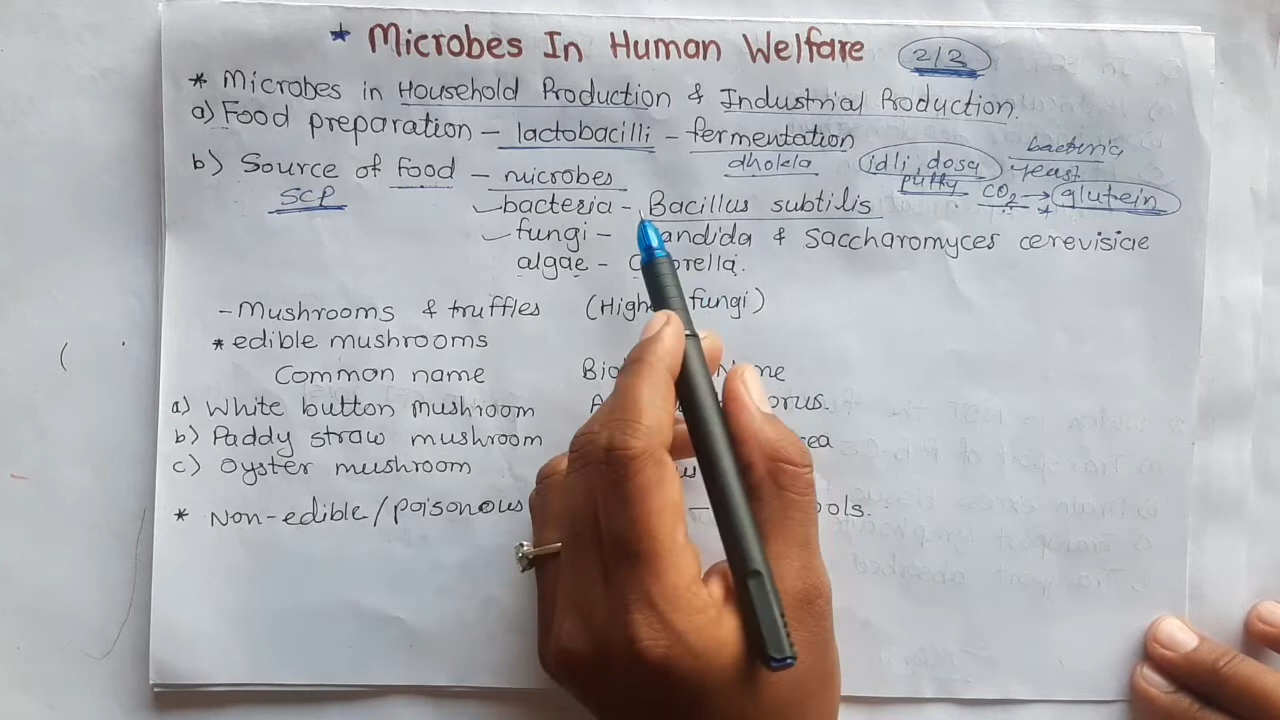 * Microbes In Human Welfare 2/3
* Microbes in Household Production & Industrial Production.
a) Food preparation - lactobacilli - fermentation
dhokla idli, dosa bacteria
b) Source of food - microbes puffy yeast
SCP bacteria - Bacillus subtilis CO2 → glutein
fungi - andida & Saccharomyces cerevisiae
algae - C orella.
- Mushrooms & truffles (High fungi)
* edible mushrooms
Common name Bio me
a) White button mushroom A orus.
b) Paddy straw mushroom ea
c) Oyster mushroom us
* Non-edible/poisonous - ools.